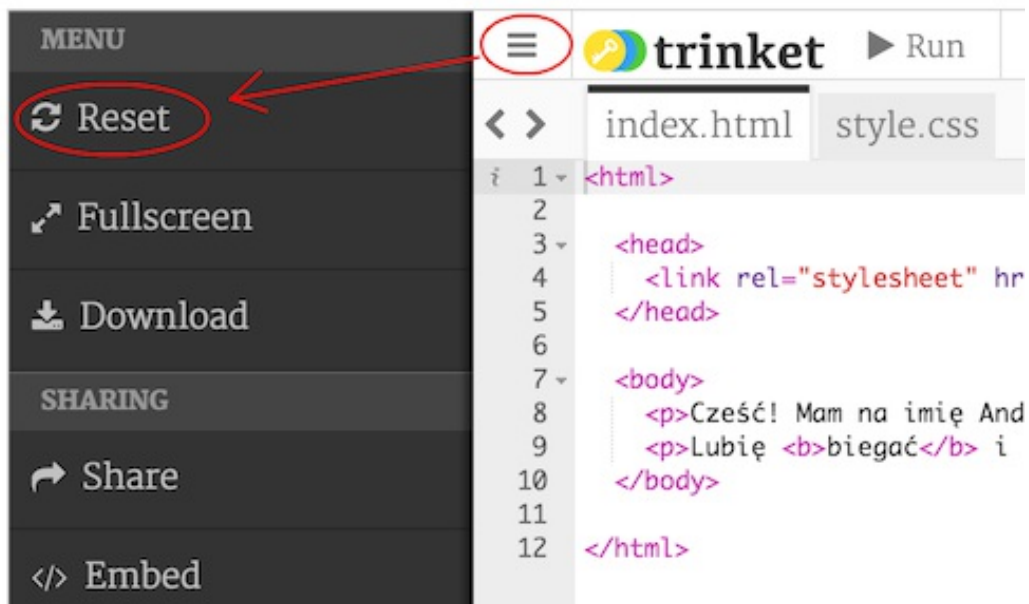 MENU
Reset
Fullscreen
Download
SHARING
Share
</> Embed
trinket
Run
< >
index.html style.css
i 1 <html>
2
3 <head>
4 <link rel="stylesheet" hr
5 </head>
6
7 <body>
8 <p>Cześć! Mam na imię And
9 <p>Lubię <b>biegać</b> i
10 </body>
11
12 </html>